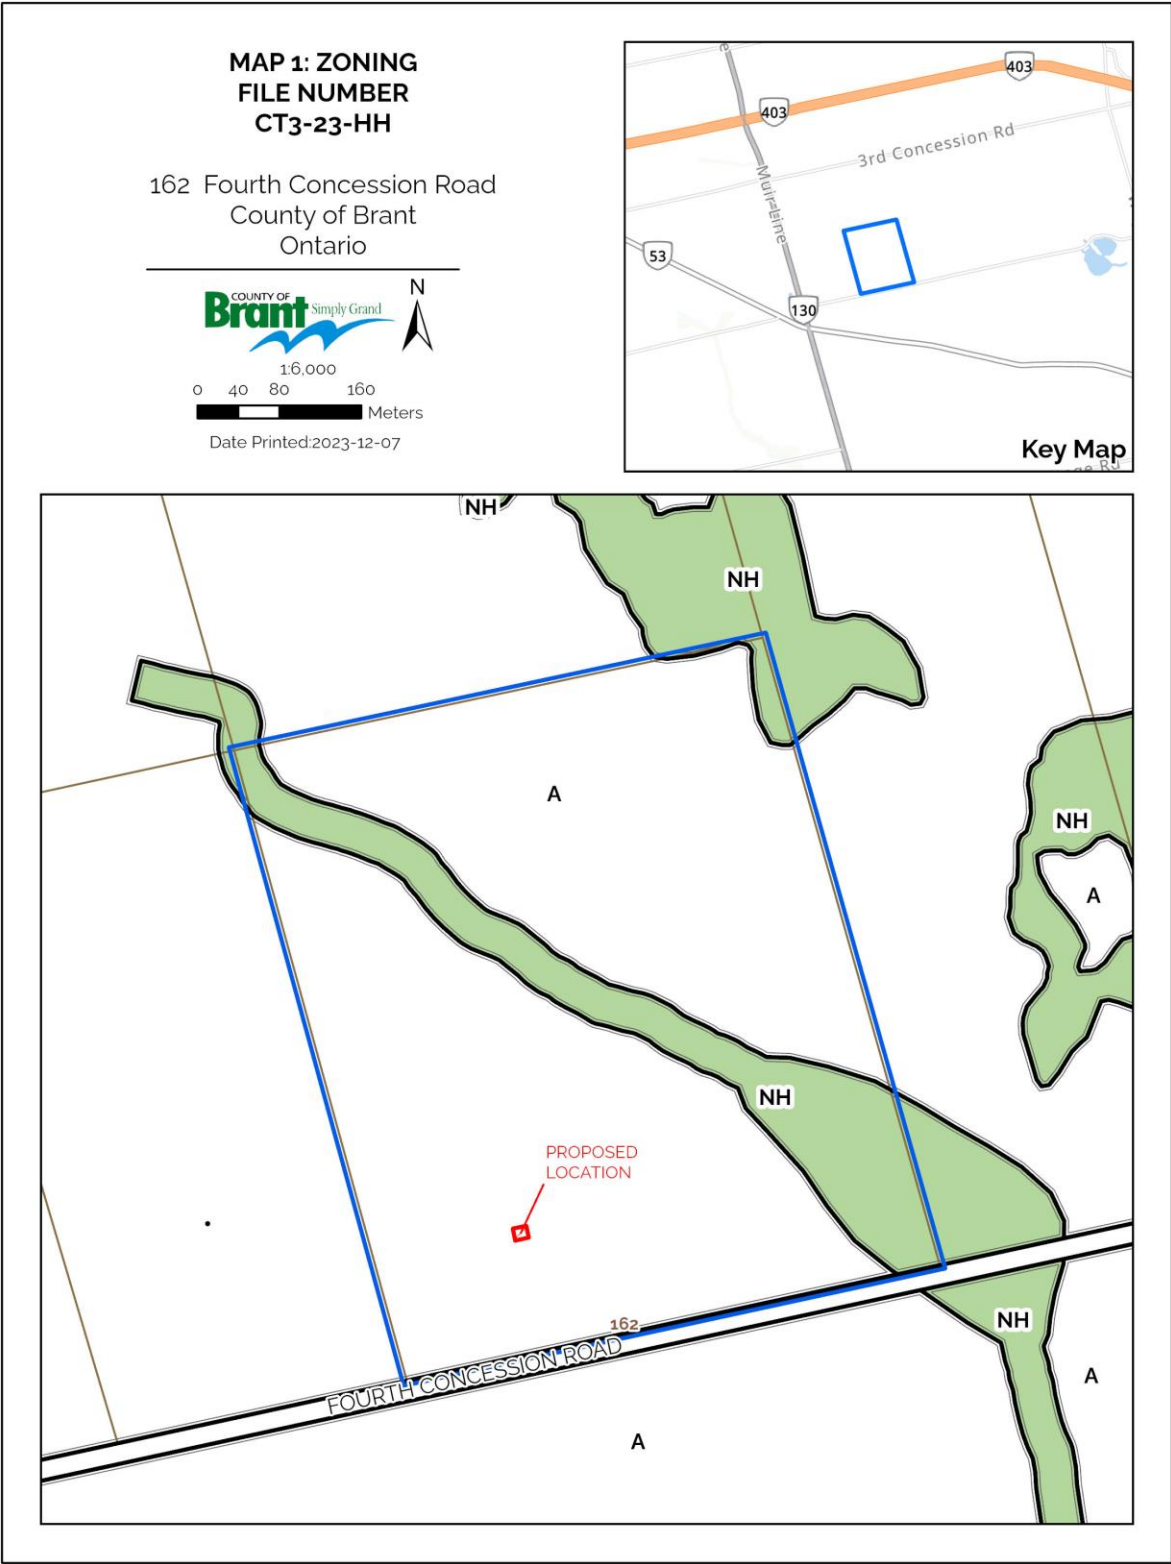 MAP 1: ZONING
FILE NUMBER
CT3-23-HH
162 Fourth Concession Road
County of Brant
Ontario
COUNTY OF
Brant Simply Grand
N
1:6,000
0 40 80 160
Meters
Date Printed:2023-12-07
403
403
3rd Concession Rd
Muir Line
53
130
Key Map
NH
NH
A
NH
A
NH
PROPOSED
LOCATION
162
FOURTH CONCESSION ROAD
NH
A
A